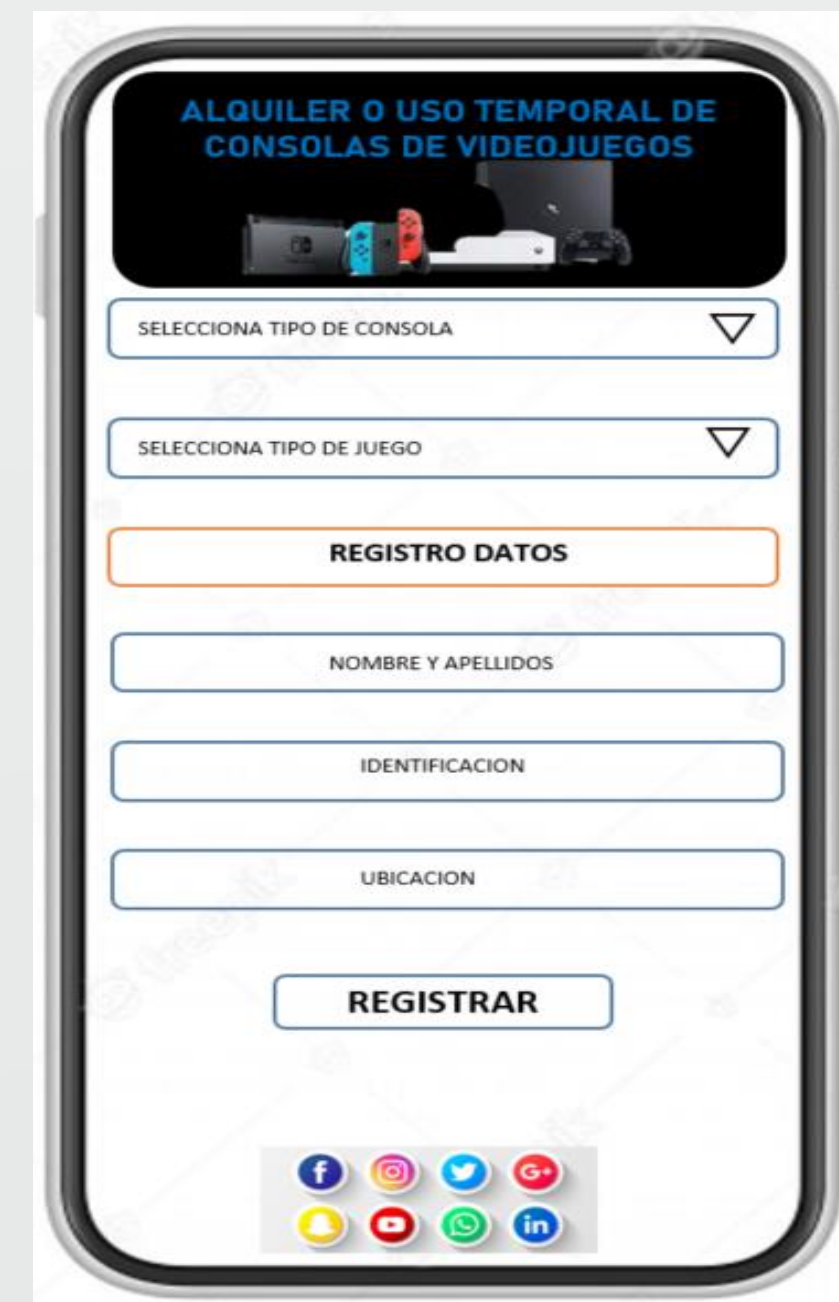 ALQUILER O USO TEMPORAL DE
CONSOLAS DE VIDEOJUEGOS
SELECCIONA TIPO DE CONSOLA
SELECCIONA TIPO DE JUEGO
REGISTRO DATOS
NOMBRE Y APELLIDOS
IDENTIFICACION
UBICACION
REGISTRAR